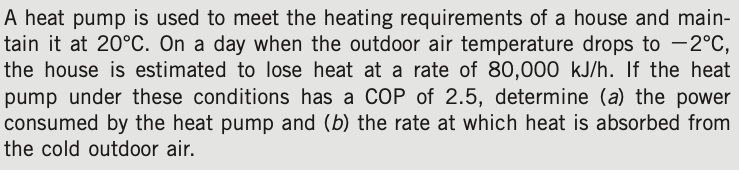 A heat pump is used to meet the heating requirements of a house and main-
tain it at 20°C. On a day when the outdoor air temperature drops to −2°C,
the house is estimated to lose heat at a rate of 80,000 kJ/h. If the heat
pump under these conditions has a COP of 2.5, determine (a) the power
consumed by the heat pump and (b) the rate at which heat is absorbed from
the cold outdoor air.